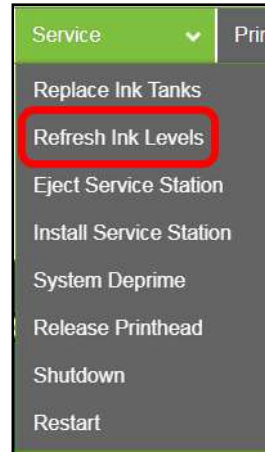 Service
Replace Ink Tanks
Refresh Ink Levels
Eject Service Station
Install Service Station
System Deprime
Release Printhead
Shutdown
Restart